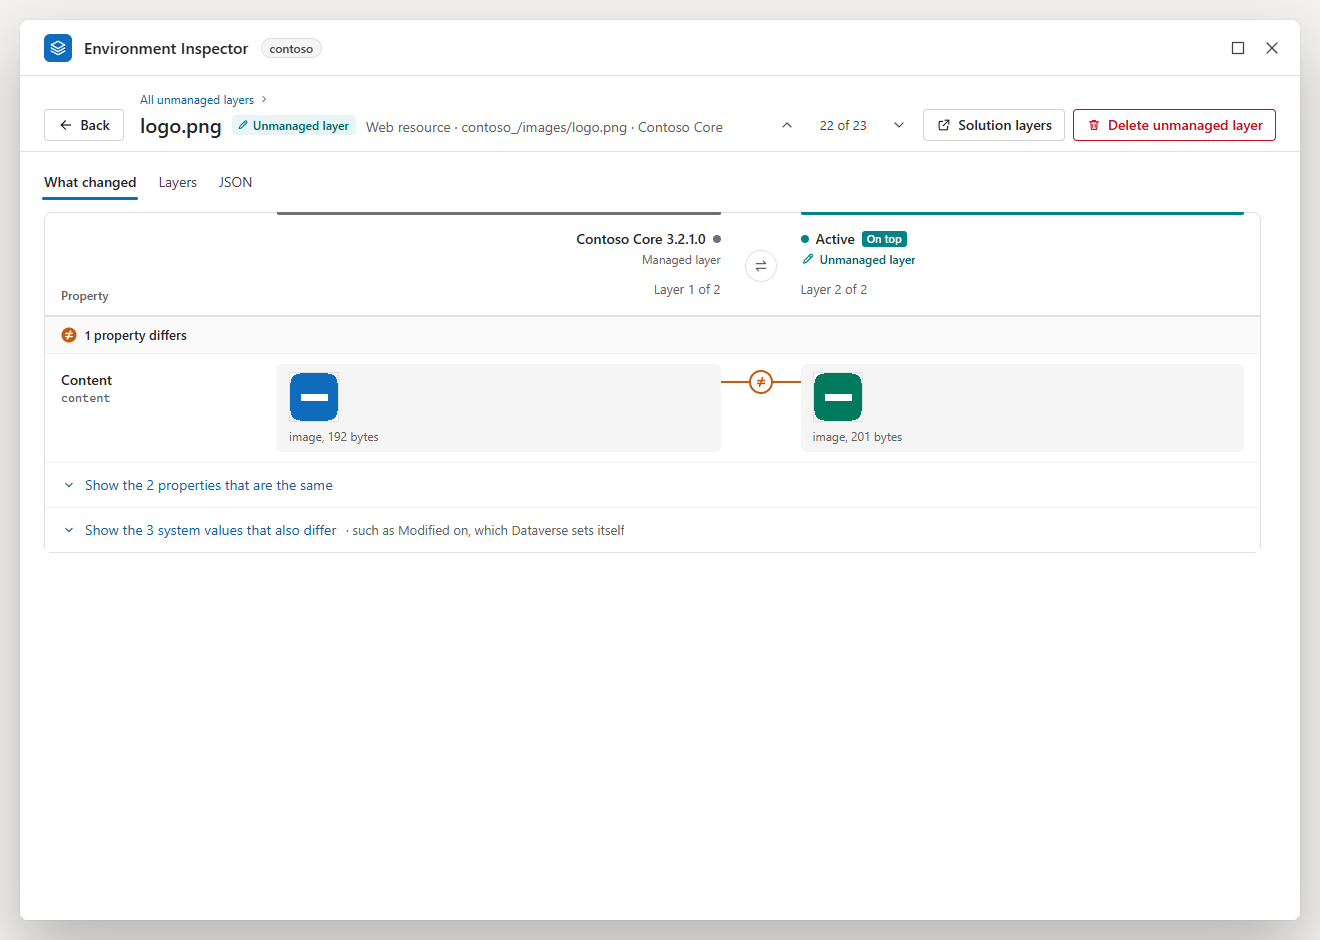 Environment Inspector contoso
All unmanaged layers
Back
logo.png Unmanaged layer Web resource · contoso_/images/logo.png · Contoso Core
22 of 23
Solution layers
Delete unmanaged layer
What changed Layers JSON
Property
Contoso Core 3.2.1.0
Managed layer
Layer 1 of 2
Active On top
Unmanaged layer
Layer 2 of 2
1 property differs
Content
content
image, 192 bytes
≠
image, 201 bytes
Show the 2 properties that are the same
Show the 3 system values that also differ · such as Modified on, which Dataverse sets itself